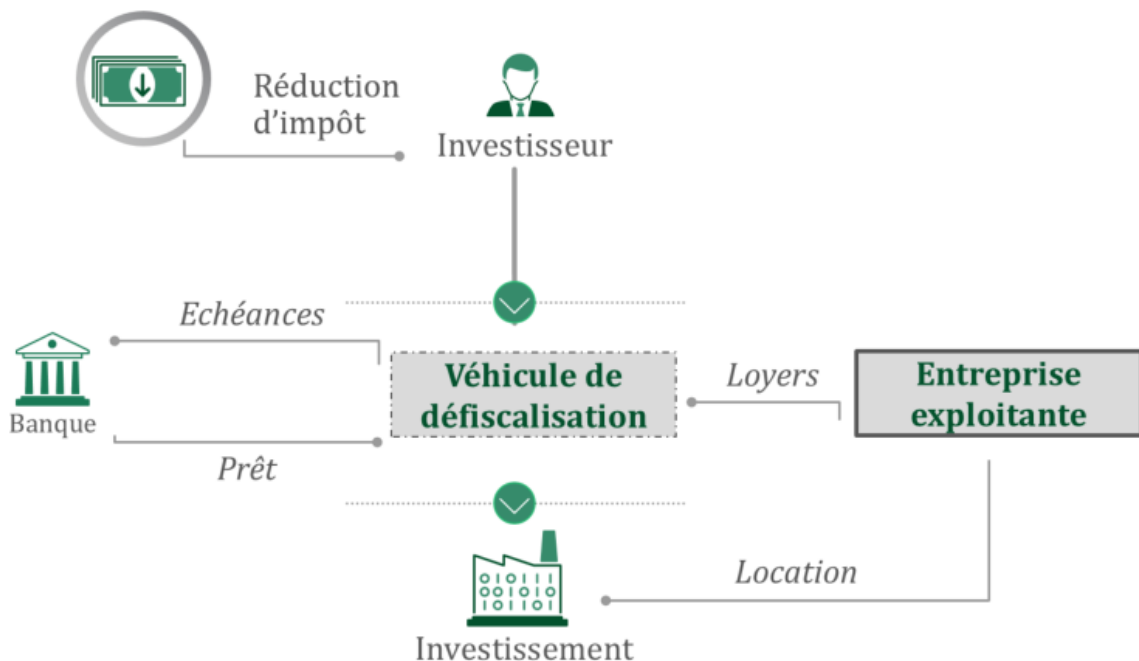 Réduction
d’impôt
Investisseur
Echéances
Banque
Prêt
Véhicule de
défiscalisation
Loyers
Entreprise
exploitante
Location
Investissement